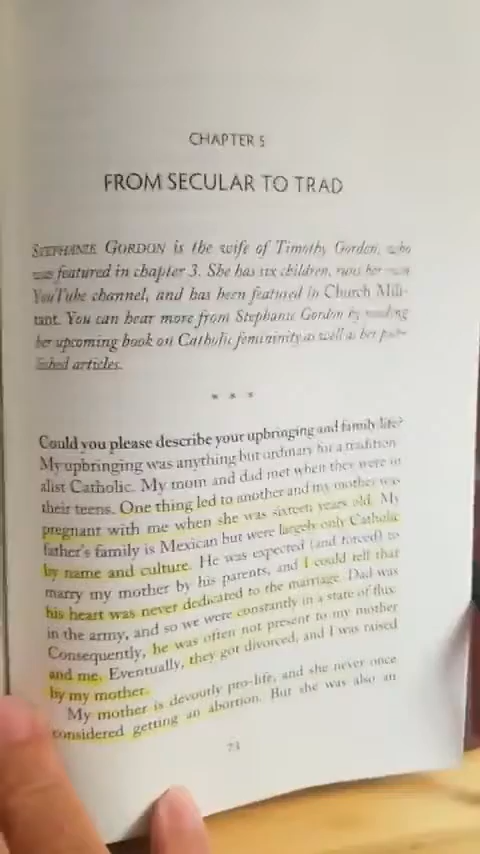 CHAPTER 5
FROM SECULAR TO TRAD
STEPHANIE GORDON is the wife of Timothy Gordon, who
was featured in chapter 3. She has six children, runs her own
YouTube channel, and has been featured in Church Mili-
tant. You can hear more from Stephanie Gordon by reading
her upcoming book on Catholic femininity as well as her pub-
lished articles.
* * *
Could you please describe your upbringing and family life?
My upbringing was anything but ordinary for a tradition-
alist Catholic. My mom and dad met when they were in
their teens. One thing led to another and my mother was
pregnant with me when she was sixteen years old. My
father's family is Mexican but were largely only Catholic
by name and culture. He was expected (and forced) to
marry my mother by his parents, and I could tell that
his heart was never dedicated to the marriage. Dad was
in the army, and so we were constantly in a state of flux.
Consequently, he was often not present to my mother
and me. Eventually, they got divorced, and I was raised
by my mother.
My mother is devoutly pro-life, and she never once
considered getting an abortion. But she was also an
73